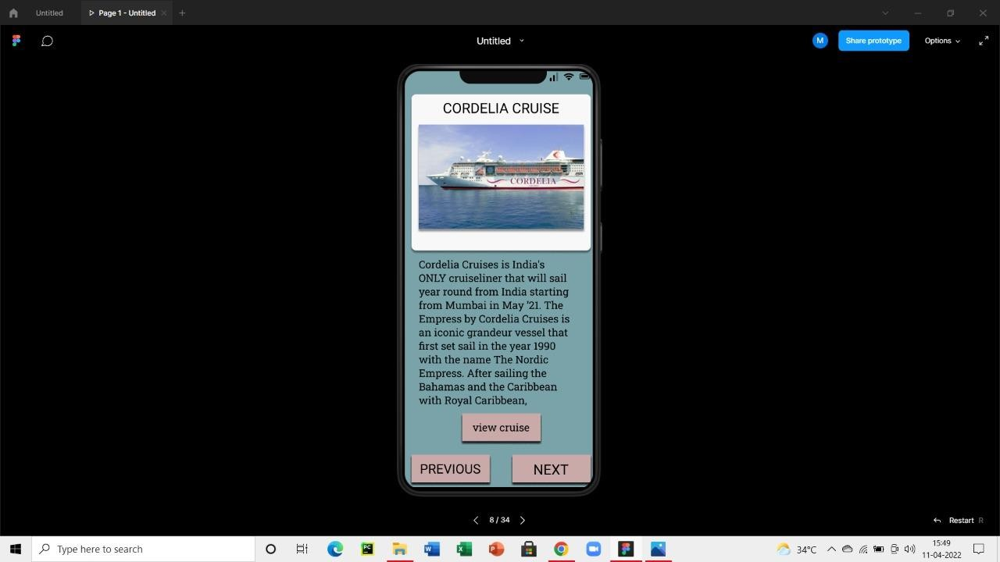 Untitled
Page 1 - Untitled
Untitled
M
Share prototype
Options
CORDELIA CRUISE
CORDELIA
Cordelia Cruises is India's
ONLY cruiseliner that will sail
year round from India starting
from Mumbai in May '21. The
Empress by Cordelia Cruises is
an iconic grandeur vessel that
first set sail in the year 1990
with the name The Nordic
Empress. After sailing the
Bahamas and the Caribbean
with Royal Caribbean,
view cruise
PREVIOUS
NEXT
8 / 34
Restart R
Type here to search
PC
W
X
P
34°C
15:49
11-04-2022